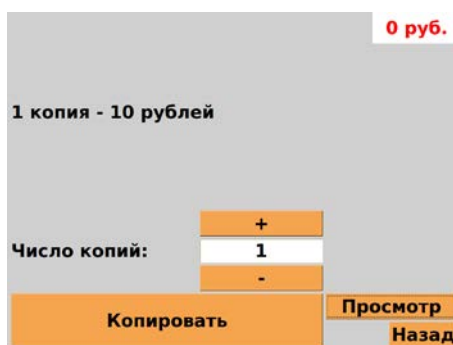 0 руб.
1 копия - 10 рублей
+
Число копий: 1
-
Копировать
Просмотр
Назад